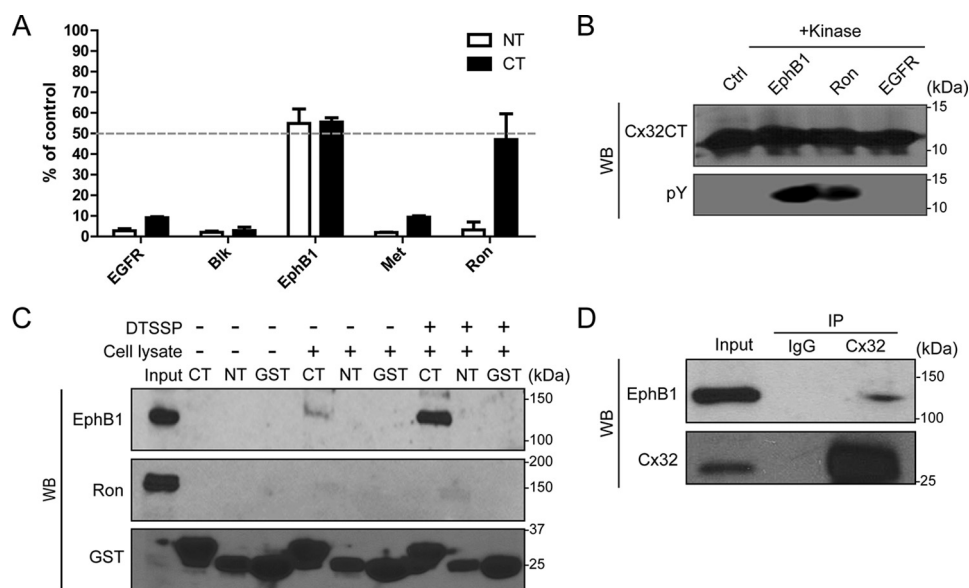 A
% of control
100
90
80
70
60
50
40
30
20
10
0
NT
CT
EGFR Blk EphB1 Met Ron
B
+Kinase
Ctrl EphB1 Ron EGFR (kDa)
WB
Cx32CT
15
10
pY
15
10
C
DTSSP - - - - - - + + +
Cell lysate - - - + + + + + +
Input CT NT GST CT NT GST CT NT GST (kDa)
WB
EphB1
150
100
Ron
200
150
GST
37
25
D
IP
Input IgG Cx32 (kDa)
WB
EphB1
150
100
Cx32
25